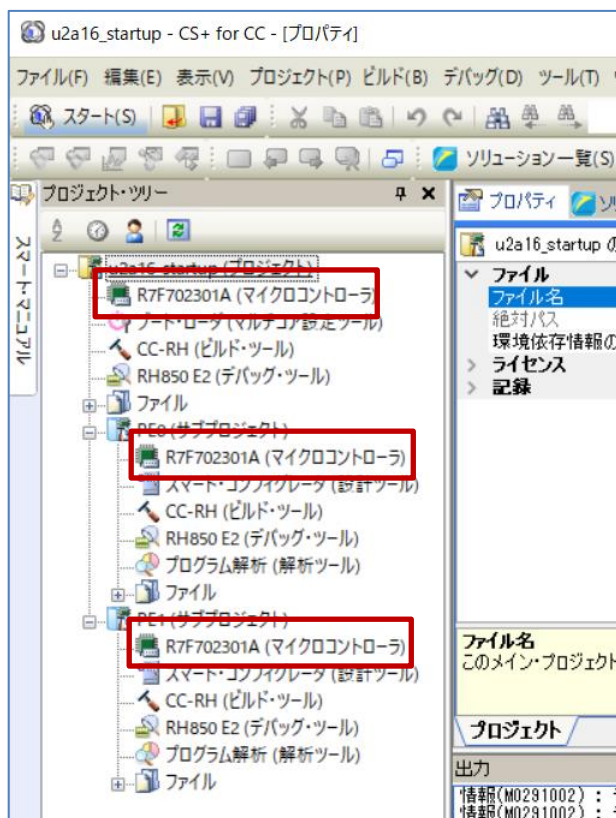 u2a16_startup - CS+ for CC - [プロパティ]
ファイル(F) 編集(E) 表示(V) プロジェクト(P) ビルド(B) デバッグ(D) ツール(T)
スタート(S)
ソリューション一覧(S)
プロジェクト・ツリー
プロパティ
スマート・マニュアル
u2a16_startup (プロジェクト)
R7F702301A (マイクロコントローラ)
ブート・ローダ (マルチコア設定ツール)
CC-RH (ビルド・ツール)
RH850 E2 (デバッグ・ツール)
ファイル
PE0 (サブプロジェクト)
R7F702301A (マイクロコントローラ)
スマート・コンフィグレータ (設計ツール)
CC-RH (ビルド・ツール)
RH850 E2 (デバッグ・ツール)
プログラム解析 (解析ツール)
ファイル
PE1 (サブプロジェクト)
R7F702301A (マイクロコントローラ)
スマート・コンフィグレータ (設計ツール)
CC-RH (ビルド・ツール)
RH850 E2 (デバッグ・ツール)
プログラム解析 (解析ツール)
ファイル
u2a16_startup
ファイル
ファイル名
絶対パス
環境依存情報の
ライセンス
記録
ファイル名
このメイン・プロジェクト
プロジェクト
出力
情報(M0291002) :
情報(M0291002) :